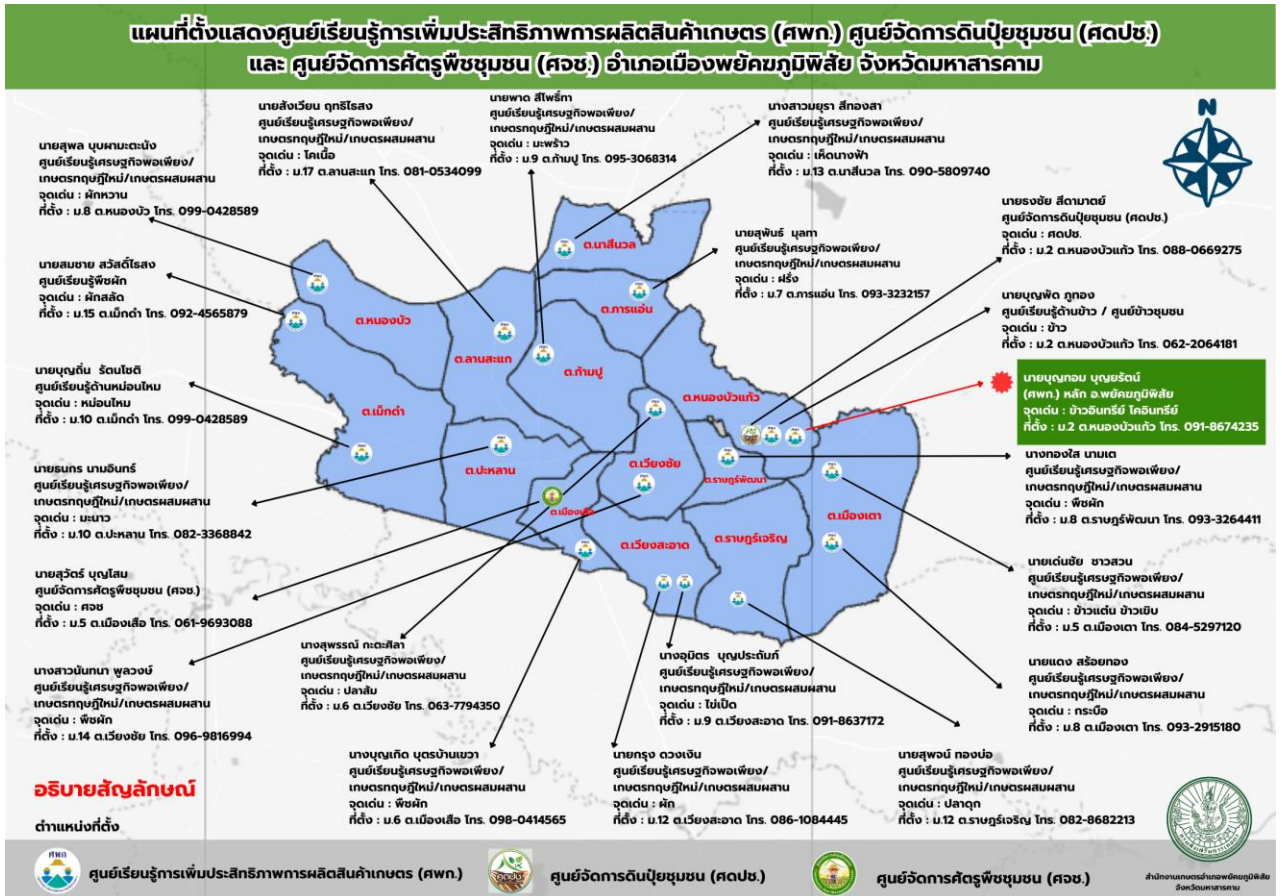 แผนที่ตั้งแสดงศูนย์เรียนรู้การเพิ่มประสิทธิภาพการผลิตสินค้าเกษตร (ศพก.) ศูนย์จัดการดินปุ๋ยชุมชน (ศดปช.)
และ ศูนย์จัดการศัตรูพืชชุมชน (ศจช.) อำเภอเมืองพยัคฆภูมิพิสัย จังหวัดมหาสารคาม
นายสังเวียน ฤทธิไธสง
ศูนย์เรียนรู้เศรษฐกิจพอเพียง/
เกษตรทฤษฎีใหม่/เกษตรผสมผสาน
จุดเด่น : โคเนื้อ
ที่ตั้ง : ม.17 ต.ลานสะแก โทร. 081-0534099
นายพาด สีโพธิ์ทา
ศูนย์เรียนรู้เศรษฐกิจพอเพียง/
เกษตรทฤษฎีใหม่/เกษตรผสมผสาน
จุดเด่น : มะพร้าว
ที่ตั้ง : ม.9 ต.ก้ามปู โทร. 095-3068314
นางสาวมยุรา สีทองสา
ศูนย์เรียนรู้เศรษฐกิจพอเพียง/
เกษตรทฤษฎีใหม่/เกษตรผสมผสาน
จุดเด่น : เห็ดนางฟ้า
ที่ตั้ง : ม.13 ต.นาสีนวล โทร. 090-5809740
N
นายสุพล บุบผามะตะนัง
ศูนย์เรียนรู้เศรษฐกิจพอเพียง/
เกษตรทฤษฎีใหม่/เกษตรผสมผสาน
จุดเด่น : ผักหวาน
ที่ตั้ง : ม.8 ต.หนองบัว โทร. 099-0428589
นายธงชัย สีดามาตย์
ศูนย์จัดการดินปุ๋ยชุมชน (ศดปช.)
จุดเด่น : ศดปช.
ที่ตั้ง : ม.2 ต.หนองบัวแก้ว โทร. 088-0669275
นายสุพันธ์ มุลทา
ศูนย์เรียนรู้เศรษฐกิจพอเพียง/
เกษตรทฤษฎีใหม่/เกษตรผสมผสาน
จุดเด่น : ฝรั่ง
ที่ตั้ง : ม.7 ต.การแอ่น โทร. 093-3232157
นายสมชาย สวัสดิ์ไธสง
ศูนย์เรียนรู้พืชผัก
จุดเด่น : ผักสลัด
ที่ตั้ง : ม.15 ต.เม็กดำ โทร. 092-4565879
นายบุญพัด ภูทอง
ศูนย์เรียนรู้ด้านข้าว / ศูนย์ข้าวชุมชน
จุดเด่น : ข้าว
ที่ตั้ง : ม.2 ต.หนองบัวแก้ว โทร. 062-2064181
นายบุญทอม บุญยรัตน์
(ศพก.) หลัก อ.พยัคฆภูมิพิสัย
จุดเด่น : ข้าวอินทรีย์ โคอินทรีย์
ที่ตั้ง : ม.2 ต.หนองบัวแก้ว โทร. 091-8674235
นายบุญถิ่น รัตนโชติ
ศูนย์เรียนรู้ด้านหม่อนไหม
จุดเด่น : หม่อนไหม
ที่ตั้ง : ม.10 ต.เม็กดำ โทร. 099-0428589
ต.นาสีนวล
ต.การแอ่น
ต.หนองบัว
ต.ลานสะแก
ต.ก้ามปู
ต.หนองบัวแก้ว
ต.เม็กดำ
ต.ปะหลาน
ต.เวียงชัย
ต.ราษฎร์พัฒนา
ต.เมืองเสือ
ต.เมืองเตา
ต.เวียงสะอาด
ต.ราษฎร์เจริญ
นางทองใส นามเต
ศูนย์เรียนรู้เศรษฐกิจพอเพียง/
เกษตรทฤษฎีใหม่/เกษตรผสมผสาน
จุดเด่น : พืชผัก
ที่ตั้ง : ม.8 ต.ราษฎร์พัฒนา โทร. 093-3264411
นายธนกร นามอินทร์
ศูนย์เรียนรู้เศรษฐกิจพอเพียง/
เกษตรทฤษฎีใหม่/เกษตรผสมผสาน
จุดเด่น : มะนาว
ที่ตั้ง : ม.10 ต.ปะหลาน โทร. 082-3368842
นายเด่นชัย ชาวสวน
ศูนย์เรียนรู้เศรษฐกิจพอเพียง/
เกษตรทฤษฎีใหม่/เกษตรผสมผสาน
จุดเด่น : ข้าวแต๋น ข้าวเขิบ
ที่ตั้ง : ม.5 ต.เมืองเตา โทร. 084-5297120
นายสุวัตร์ บุญโสม
ศูนย์จัดการศัตรูพืชชุมชน (ศจช.)
จุดเด่น : ศจช
ที่ตั้ง : ม.5 ต.เมืองเสือ โทร. 061-9693088
นางสุพรรณ์ กะตะศิลา
ศูนย์เรียนรู้เศรษฐกิจพอเพียง/
เกษตรทฤษฎีใหม่/เกษตรผสมผสาน
จุดเด่น : ปลาส้ม
ที่ตั้ง : ม.6 ต.เวียงชัย โทร. 063-7794350
นางอุมิตร บุญประถัมภ์
ศูนย์เรียนรู้เศรษฐกิจพอเพียง/
เกษตรทฤษฎีใหม่/เกษตรผสมผสาน
จุดเด่น : ไข่เป็ด
ที่ตั้ง : ม.9 ต.เวียงสะอาด โทร. 091-8637172
นายแดง สร้อยทอง
ศูนย์เรียนรู้เศรษฐกิจพอเพียง/
เกษตรทฤษฎีใหม่/เกษตรผสมผสาน
จุดเด่น : กระบือ
ที่ตั้ง : ม.8 ต.เมืองเตา โทร. 093-2915180
นางสาวนันทนา พูลวงษ์
ศูนย์เรียนรู้เศรษฐกิจพอเพียง/
เกษตรทฤษฎีใหม่/เกษตรผสมผสาน
จุดเด่น : พืชผัก
ที่ตั้ง : ม.14 ต.เวียงชัย โทร. 096-9816994
นางบุญเกิด บุตรบ้านเขวา
ศูนย์เรียนรู้เศรษฐกิจพอเพียง/
เกษตรทฤษฎีใหม่/เกษตรผสมผสาน
จุดเด่น : พืชผัก
ที่ตั้ง : ม.6 ต.เมืองเสือ โทร. 098-0414565
นายกรุง ดวงเงิน
ศูนย์เรียนรู้เศรษฐกิจพอเพียง/
เกษตรทฤษฎีใหม่/เกษตรผสมผสาน
จุดเด่น : ผัก
ที่ตั้ง : ม.12 ต.เวียงสะอาด โทร. 086-1084445
นายสุพจน์ ทองปอ
ศูนย์เรียนรู้เศรษฐกิจพอเพียง/
เกษตรทฤษฎีใหม่/เกษตรผสมผสาน
จุดเด่น : ปลาดุก
ที่ตั้ง : ม.12 ต.ราษฎร์เจริญ โทร. 082-8682213
อธิบายสัญลักษณ์
ตำแหน่งที่ตั้ง
ศพก
ศูนย์เรียนรู้การเพิ่มประสิทธิภาพการผลิตสินค้าเกษตร (ศพก.)
ศดปช.
ศูนย์จัดการดินปุ๋ยชุมชน (ศดปช.)
ศูนย์จัดการศัตรูพืชชุมชน (ศจช.)
สำนักงานเกษตรอำเภอพยัคฆภูมิพิสัย
จังหวัดมหาสารคาม